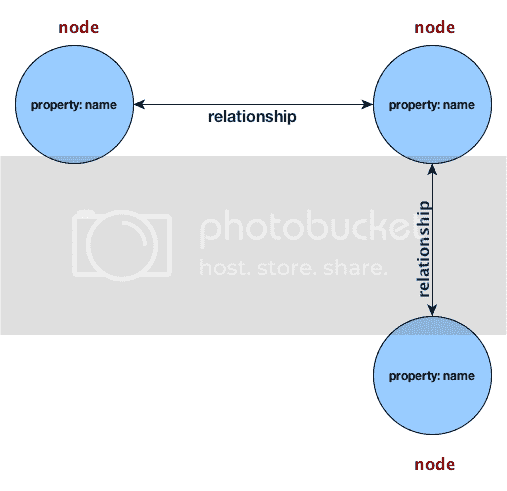 node
node
property: name
property: name
relationship
photobucket
host. store. share.
relationship
property: name
node